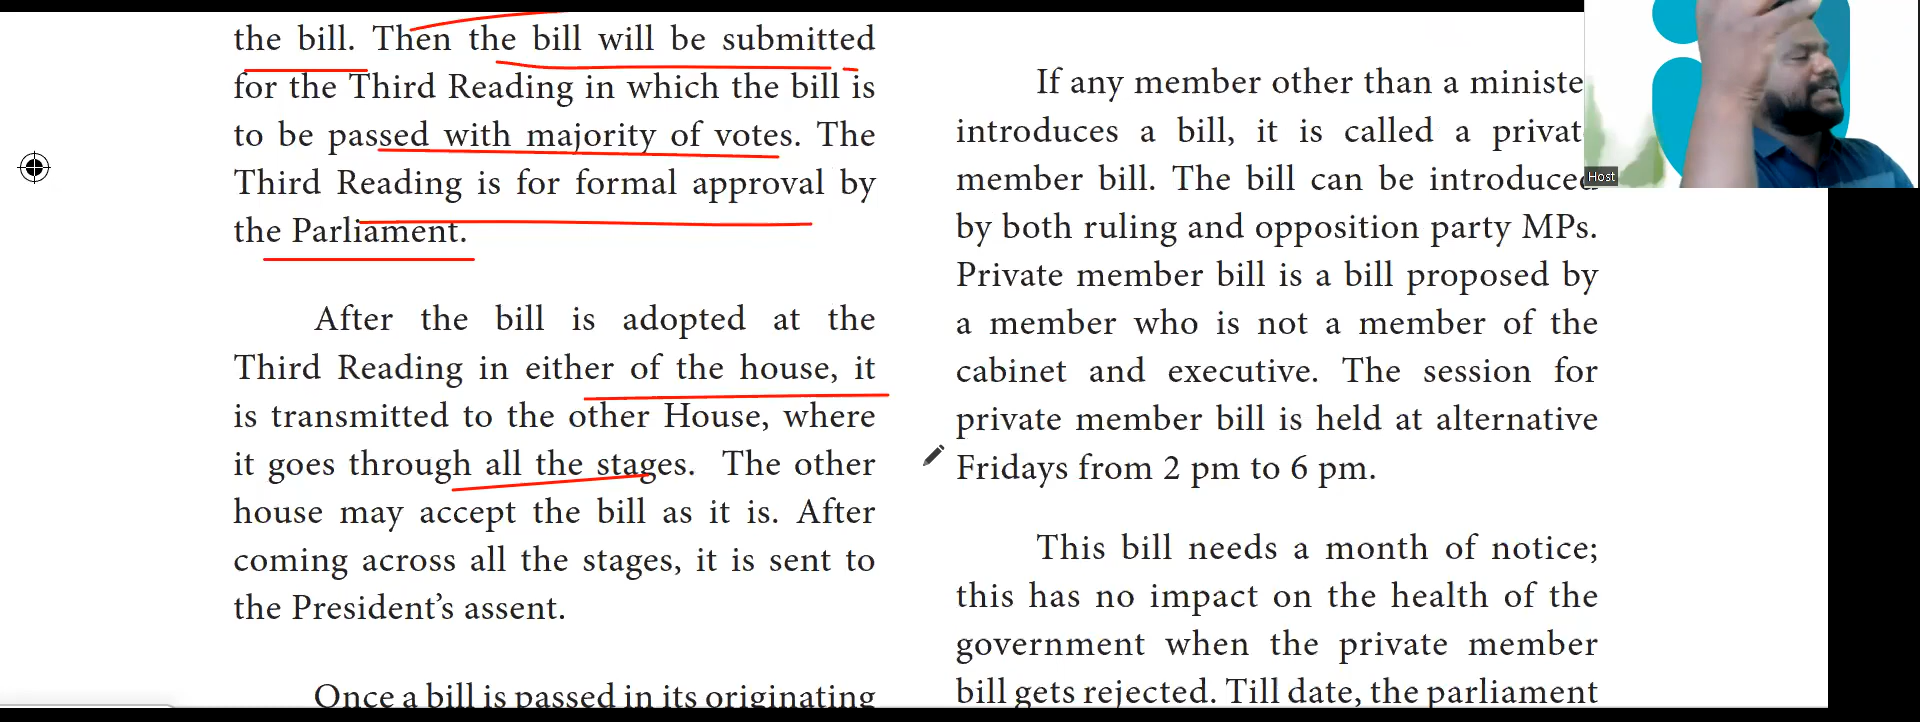 the bill. Then the bill will be submitted
for the Third Reading in which the bill is
to be passed with majority of votes. The
Third Reading is for formal approval by
the Parliament.
After the bill is adopted at the
Third Reading in either of the house, it
is transmitted to the other House, where
it goes through all the stages. The other
house may accept the bill as it is. After
coming across all the stages, it is sent to
the President’s assent.
Once a bill is passed in its originating
If any member other than a ministe
introduces a bill, it is called a privat
member bill. The bill can be introduced
by both ruling and opposition party MPs.
Private member bill is a bill proposed by
a member who is not a member of the
cabinet and executive. The session for
private member bill is held at alternative
Fridays from 2 pm to 6 pm.
This bill needs a month of notice;
this has no impact on the health of the
government when the private member
bill gets rejected. Till date, the parliament
Host